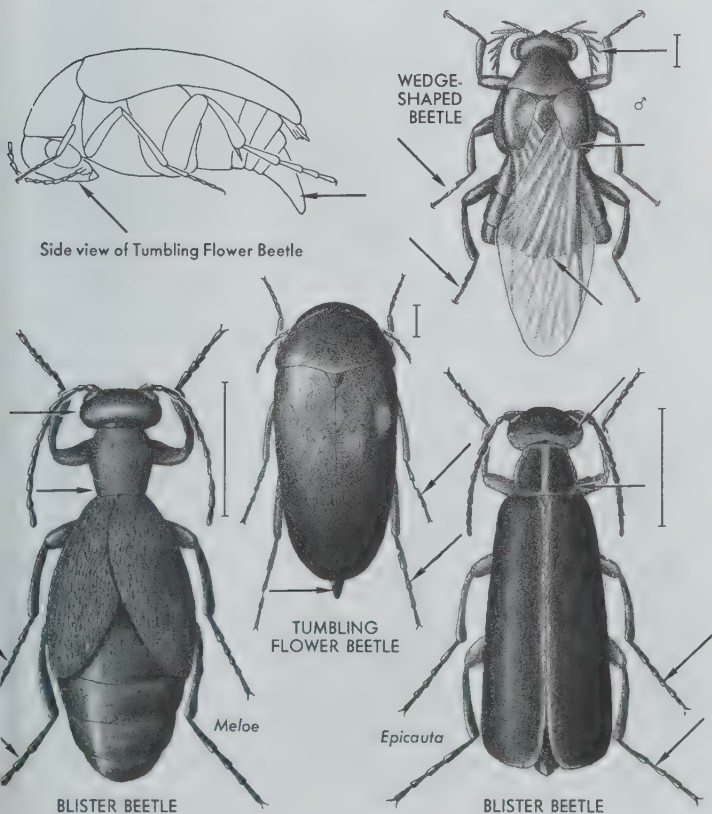 WEDGE-
SHAPED
BEETLE
♂
Side view of Tumbling Flower Beetle
TUMBLING
FLOWER BEETLE
Meloe
Epicauta
BLISTER BEETLE
BLISTER BEETLE